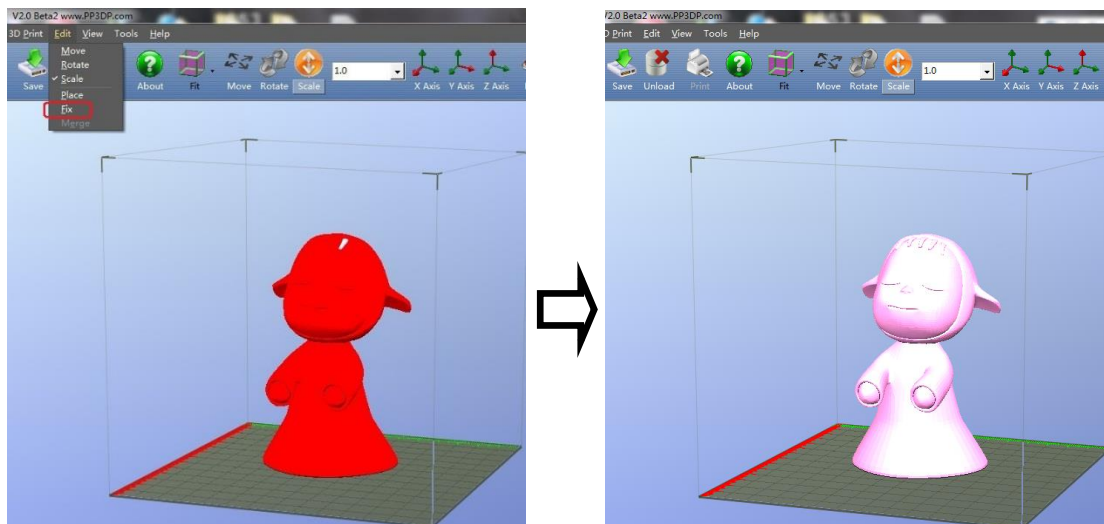 V2.0 Beta2 www.PP3DP.com
3D Print Edit View Tools Help
Move
Rotate
Scale
Place
Fix
Merge
Save About Fit Move Rotate Scale 1.0 X Axis Y Axis Z Axis
V2.0 Beta2 www.PP3DP.com
D Print Edit View Tools Help
Save Unload Print About Fit Move Rotate Scale 1.0 X Axis Y Axis Z Axis